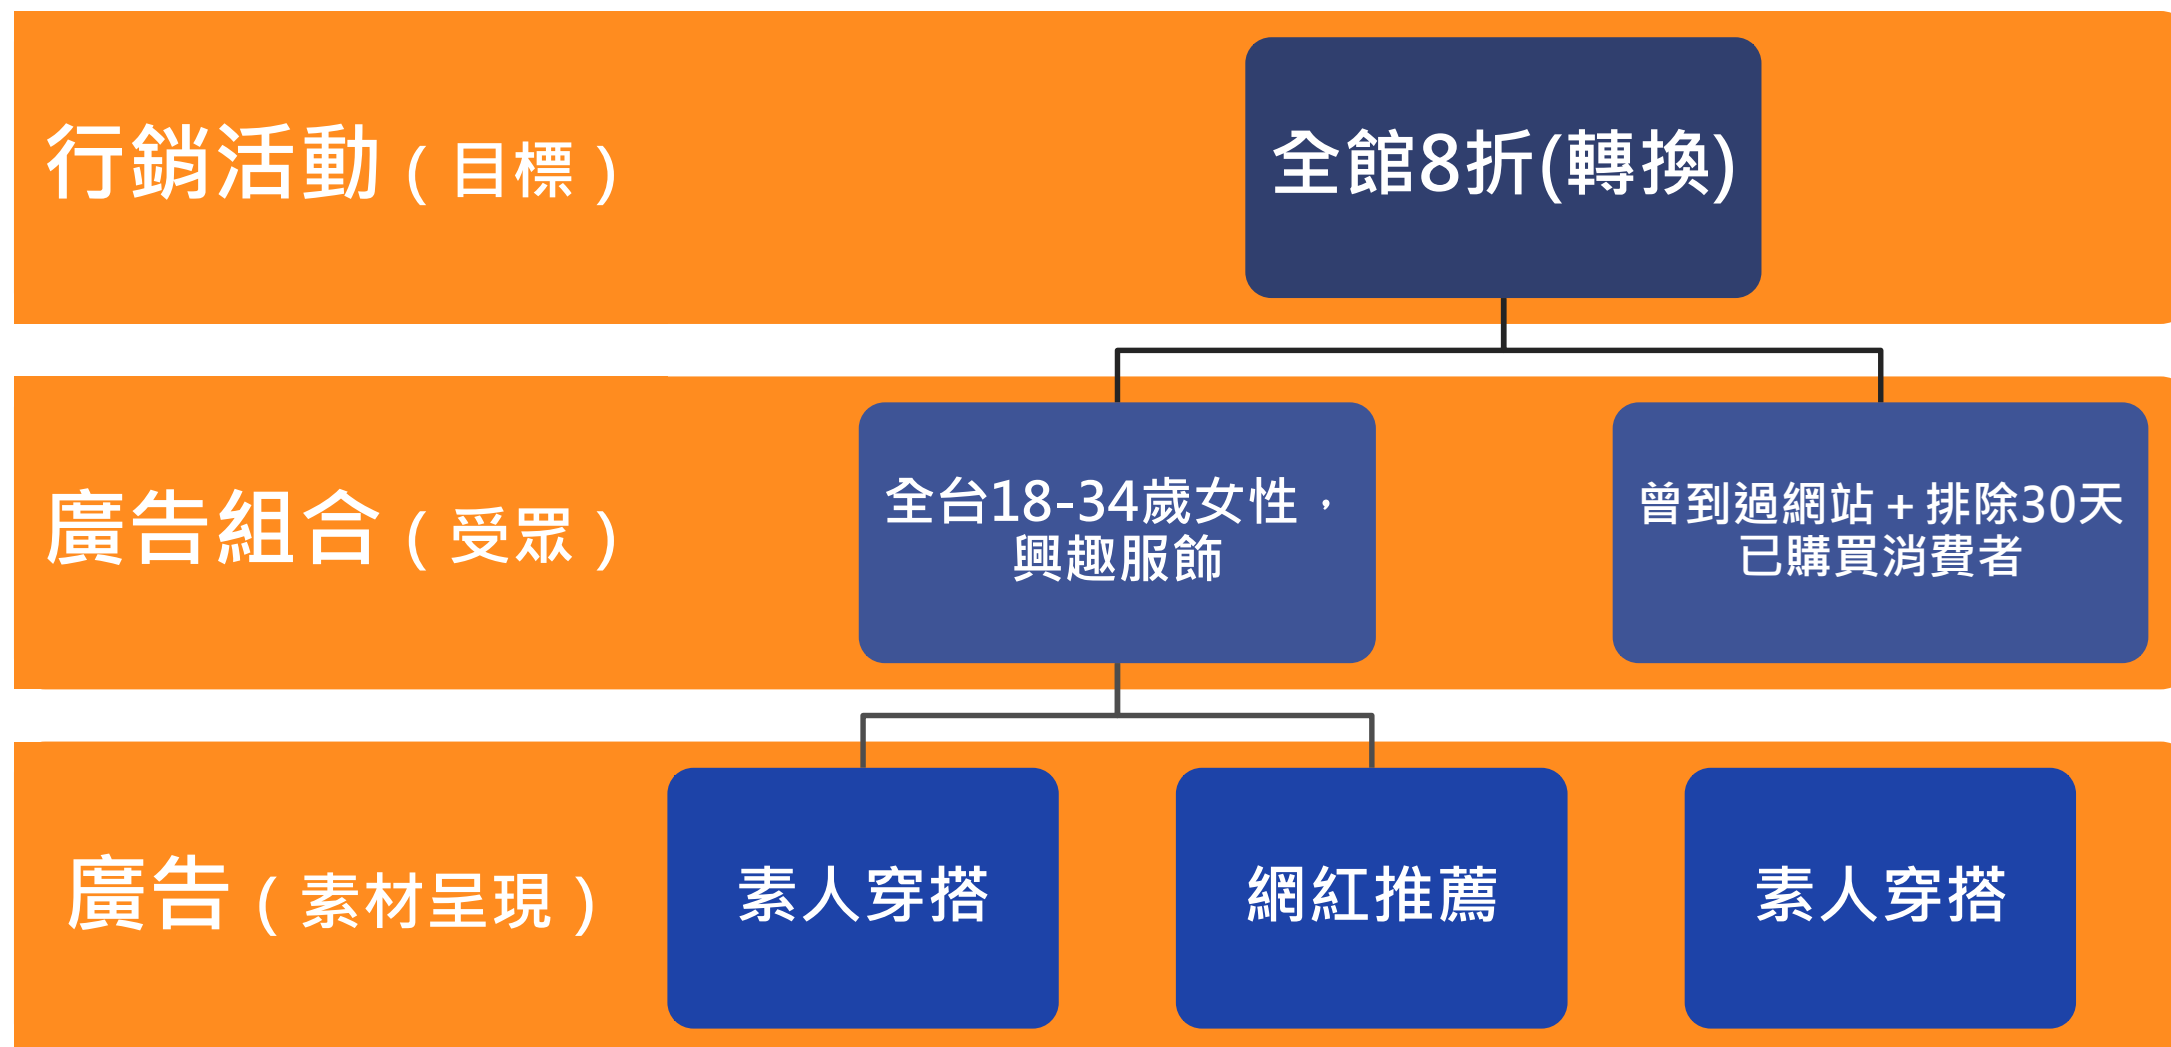 行銷活動(目標)
全館8折(轉換)
廣告組合(受眾)
全台18-34歲女性，
興趣服飾
曾到過網站+排除30天
已購買消費者
廣告(素材呈現)
素人穿搭
網紅推薦
素人穿搭